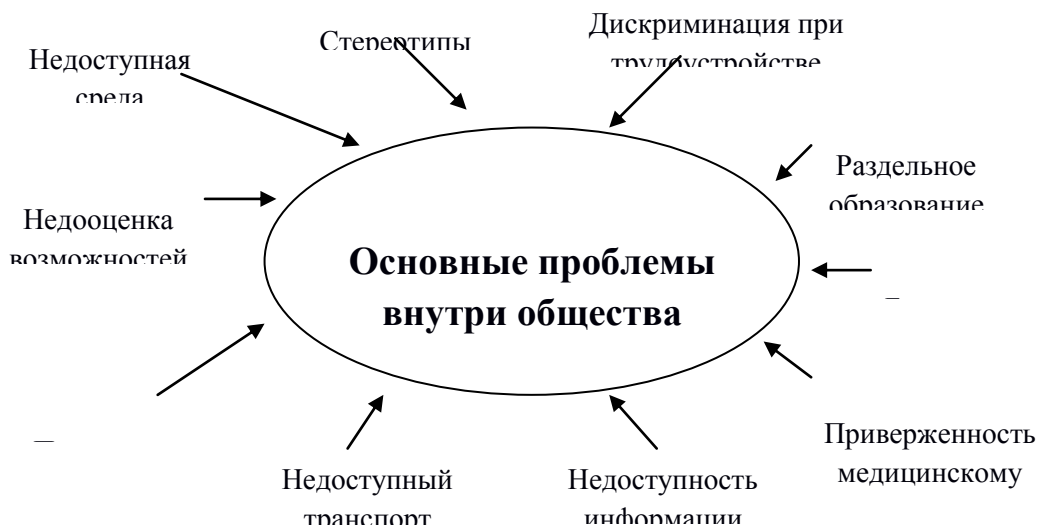 Стереотипы
Дискриминация при
трудоустройстве
Недоступная
среда
Раздельное
образование
Недооценка
возможностей
Основные проблемы
внутри общества
Приверженность
медицинскому
Недоступный
транспорт
Недоступность
информации